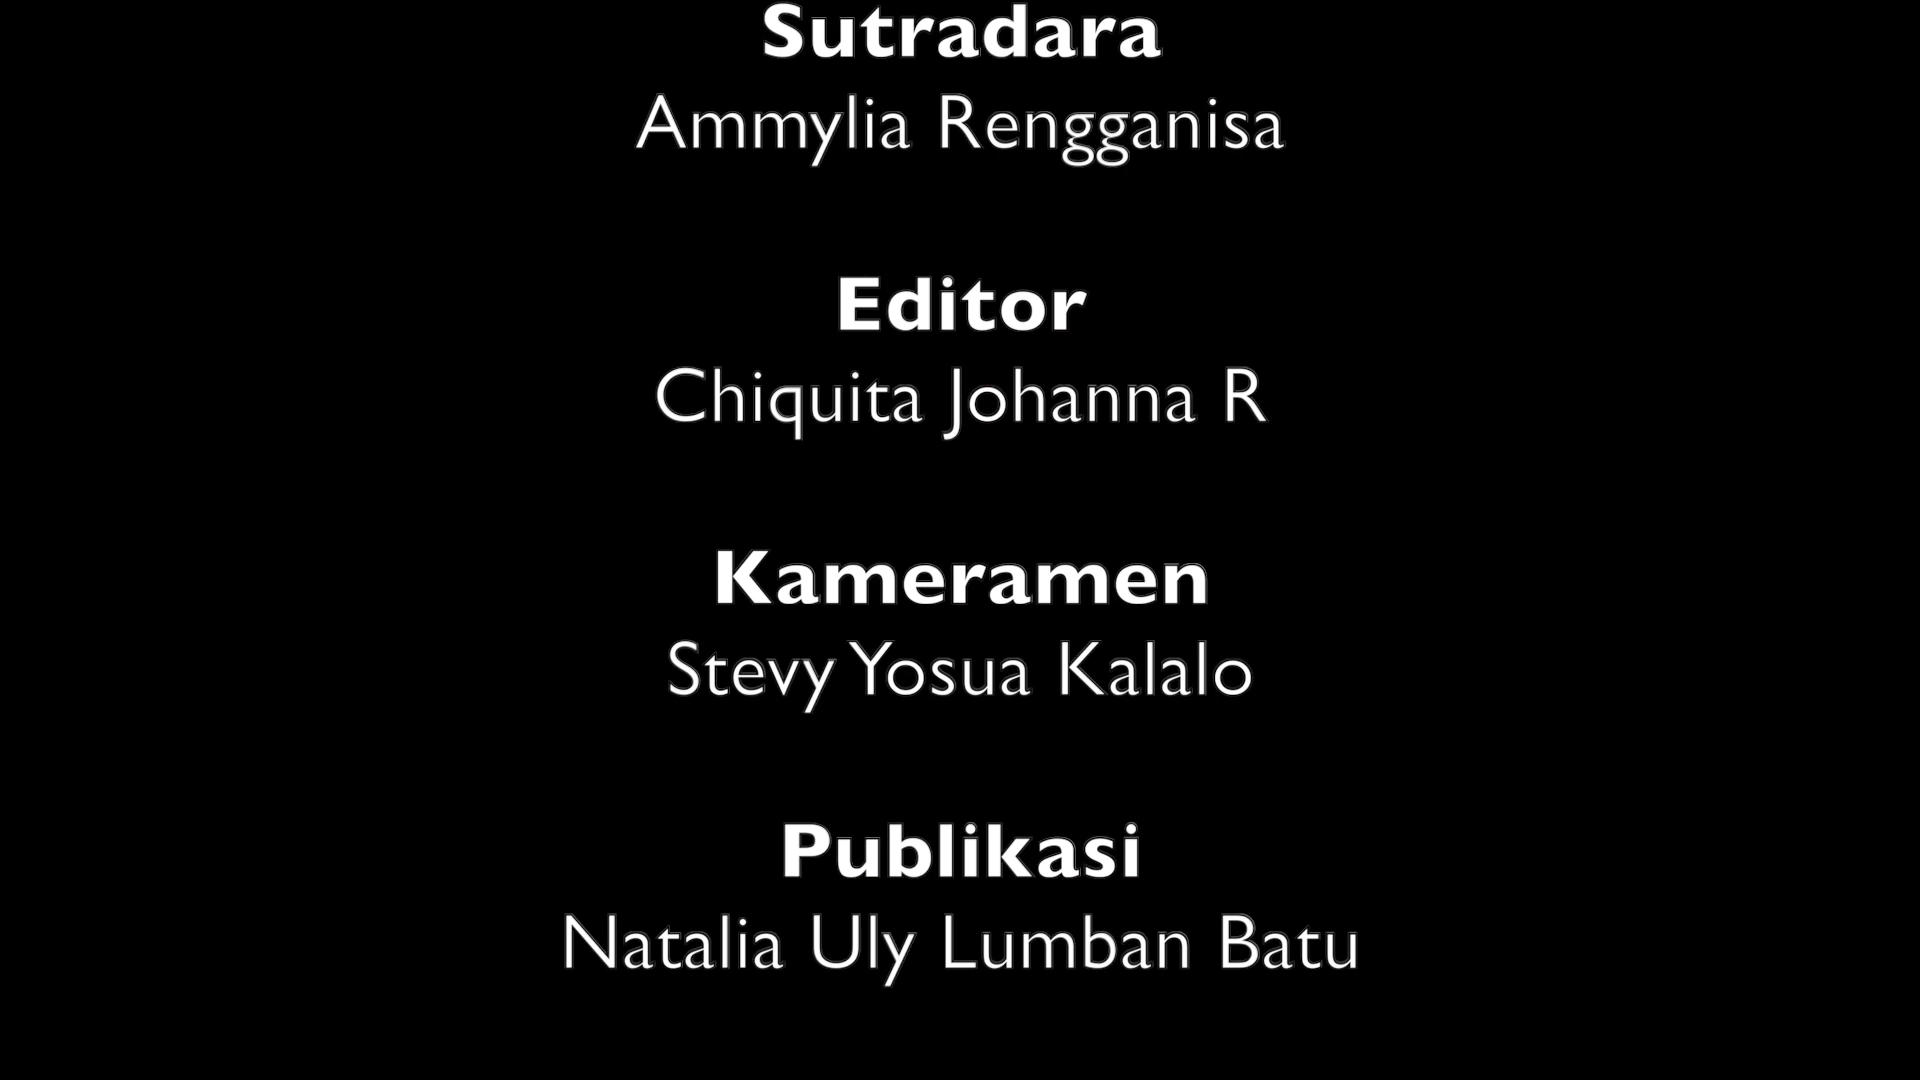 Sutradara
Ammylia Rengganisa
Editor
Chiquita Johanna R
Kameramen
Stevy Yosua Kalalo
Publikasi
Natalia Uly Lumban Batu